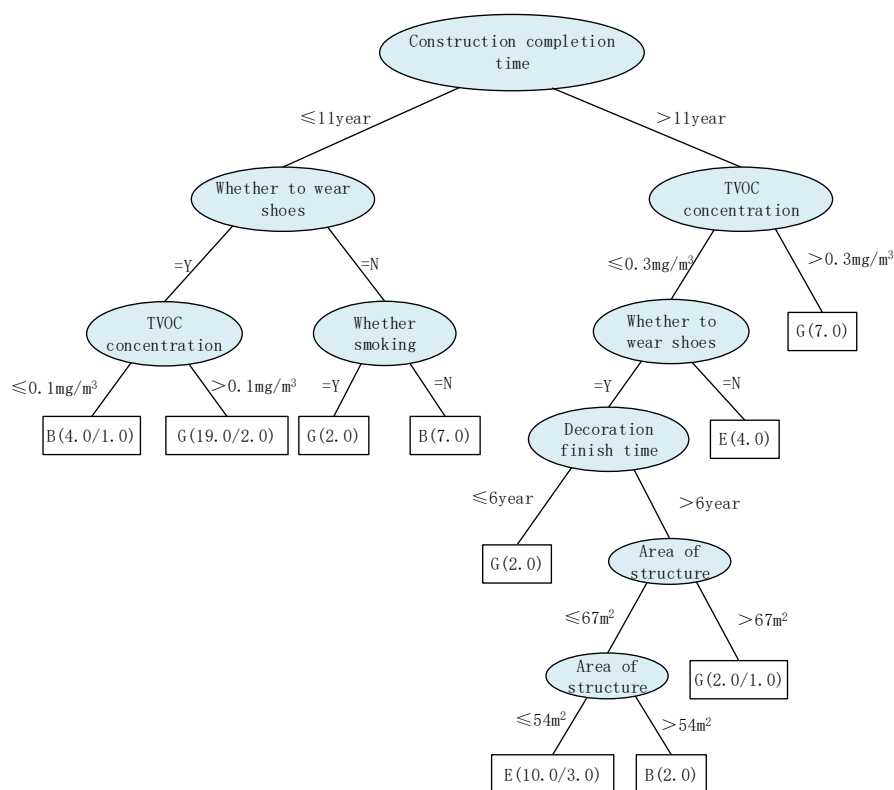 Construction completion
time
≤11year
>11year
Whether to wear
shoes
TVOC
concentration
=Y
=N
≤0.3mg/m³
>0.3mg/m³
TVOC
concentration
Whether
smoking
Whether to
wear shoes
G(7.0)
≤0.1mg/m³
>0.1mg/m³
=Y
=N
=Y
=N
B(4.0/1.0)
G(19.0/2.0)
G(2.0)
B(7.0)
Decoration
finish time
E(4.0)
≤6year
>6year
G(2.0)
Area of
structure
≤67m²
>67m²
Area of
structure
G(2.0/1.0)
≤54m²
>54m²
E(10.0/3.0)
B(2.0)